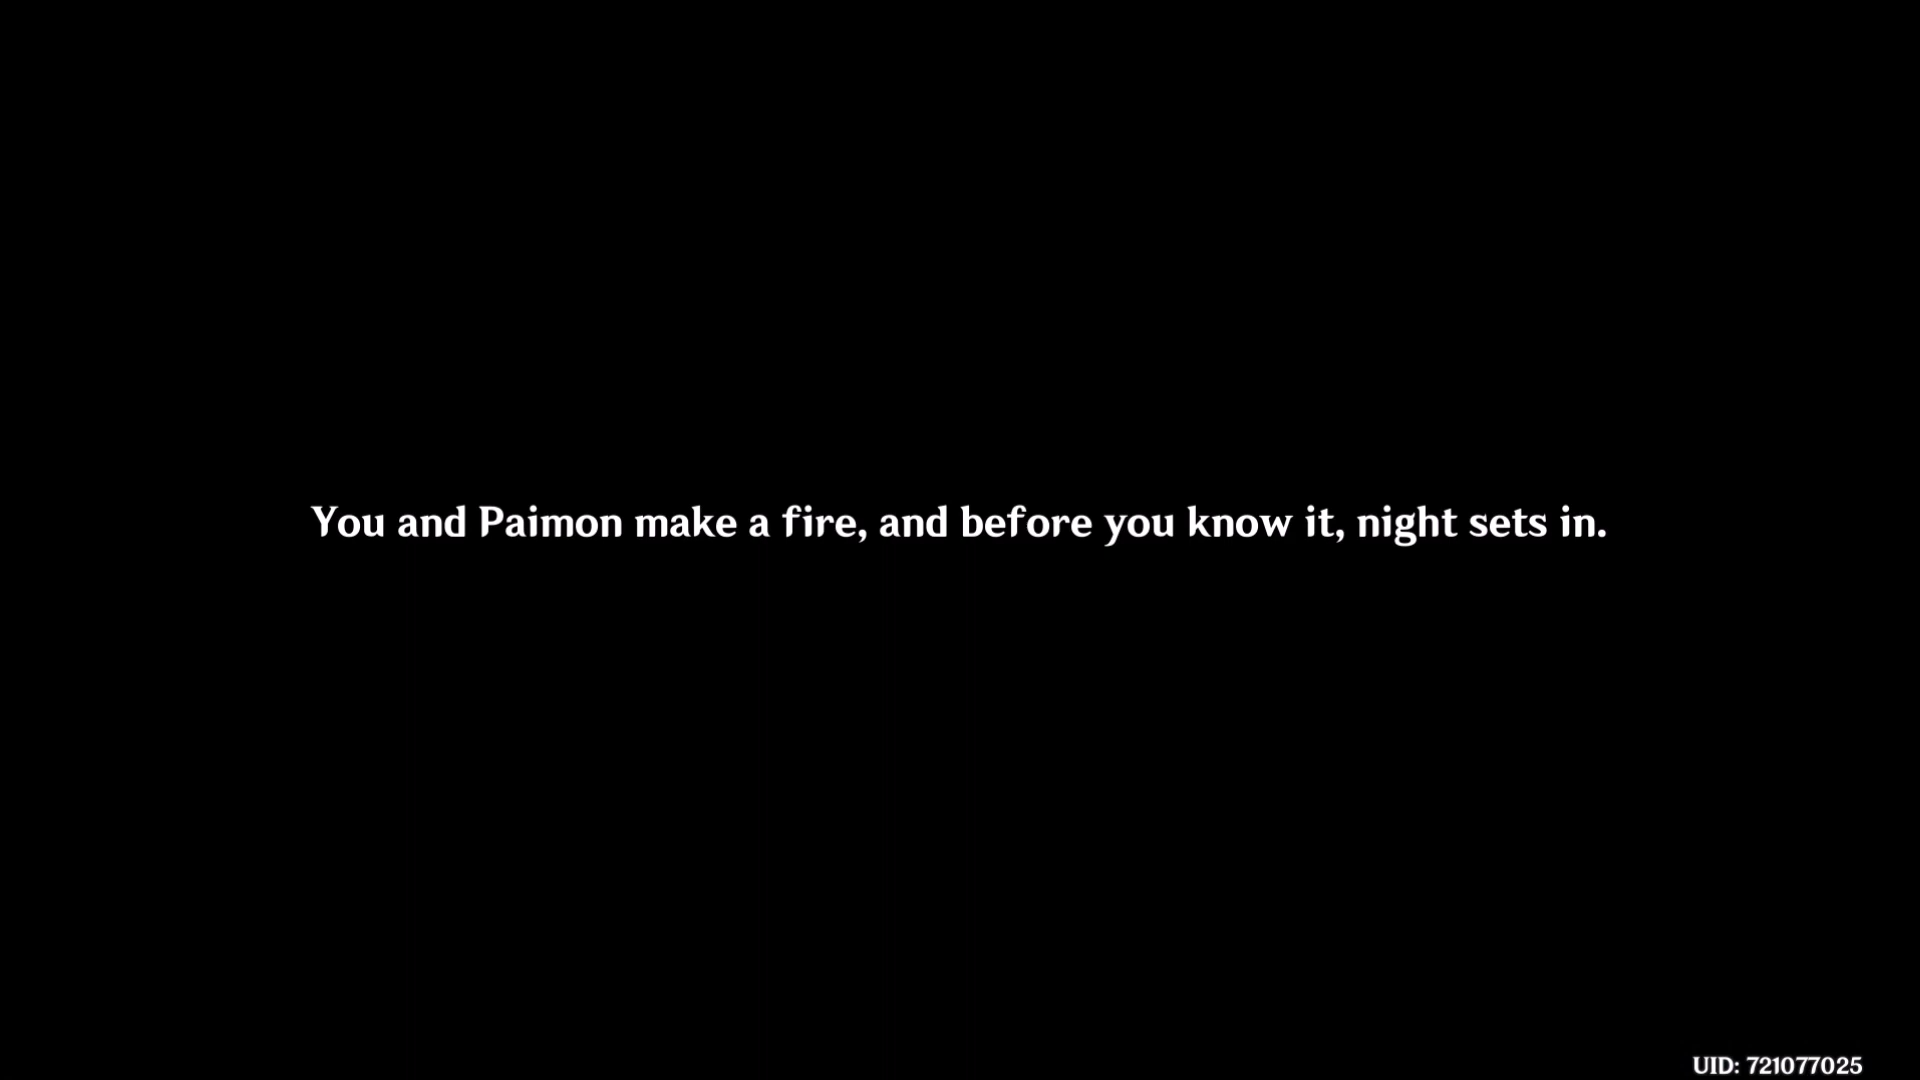 You and Paimon make a fire, and before you know it, night sets in.
UID: 721077025